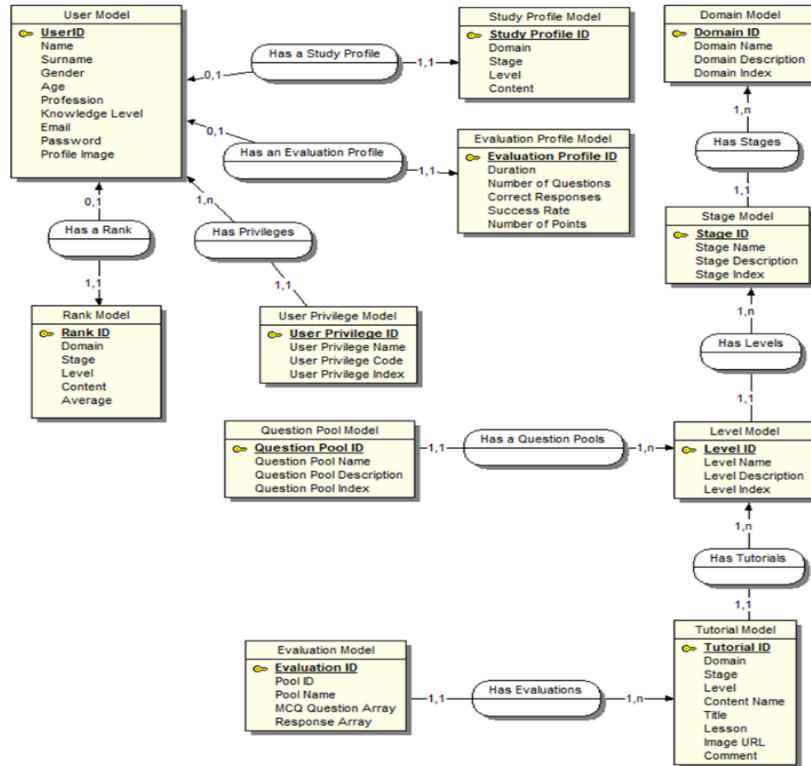 User Model
UserID
Name
Surname
Gender
Age
Profession
Knowledge Level
Email
Password
Profile Image
0,1
Has a Study Profile
1,1
Study Profile Model
Study Profile ID
Domain
Stage
Level
Content
Domain Model
Domain ID
Domain Name
Domain Description
Domain Index
0,1
Has an Evaluation Profile
1,1
Evaluation Profile Model
Evaluation Profile ID
Duration
Number of Questions
Correct Responses
Success Rate
Number of Points
1,n
Has Stages
1,1
0,1
Has a Rank
1,1
1,n
Has Privileges
1,1
Stage Model
Stage ID
Stage Name
Stage Description
Stage Index
Rank Model
Rank ID
Domain
Stage
Level
Content
Average
User Privilege Model
User Privilege ID
User Privilege Name
User Privilege Code
User Privilege Index
1,n
Has Levels
1,1
Question Pool Model
Question Pool ID
Question Pool Name
Question Pool Description
Question Pool Index
1,1
Has a Question Pools
1,n
Level Model
Level ID
Level Name
Level Description
Level Index
1,n
Has Tutorials
1,1
Evaluation Model
Evaluation ID
Pool ID
Pool Name
MCQ Question Array
Response Array
1,1
Has Evaluations
1,n
Tutorial Model
Tutorial ID
Domain
Stage
Level
Content Name
Title
Lesson
Image URL
Comment